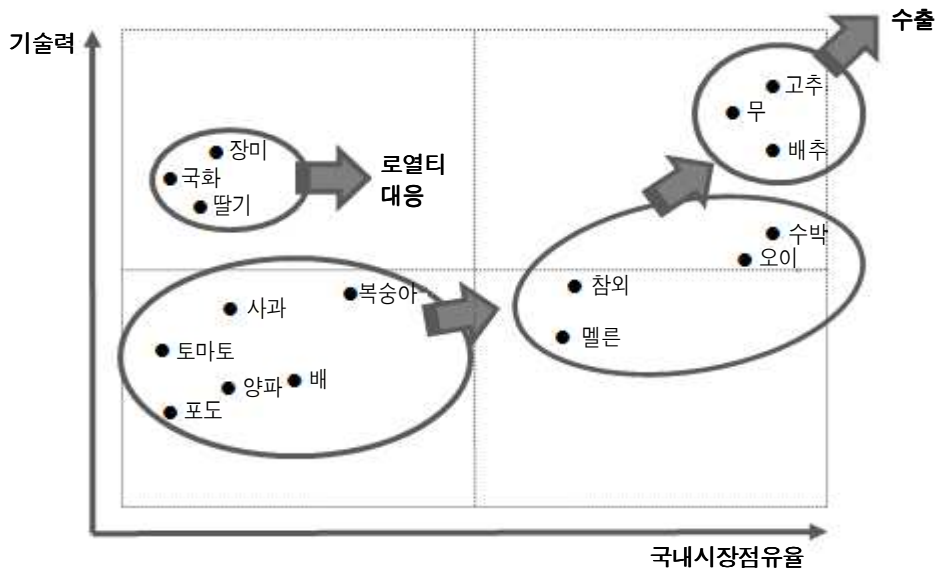 수출
기술력
고추
무
배추
장미
국화
딸기
로열티
대응
수박
오이
참외
멜른
복숭아
사과
토마토
배
양파
포도
국내시장점유율